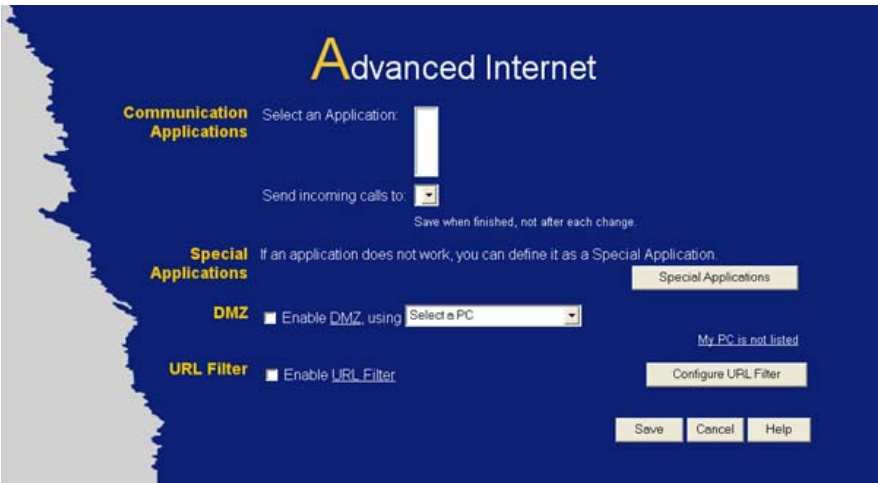 Advanced Internet
Communication Applications
Select an Application:
Send incoming calls to:
Save when finished, not after each change.
Special Applications
If an application does not work, you can define it as a Special Application.
Special Applications
DMZ
Enable DMZ, using
Select a PC
My PC is not listed
URL Filter
Enable URL Filter
Configure URL Filter
Save
Cancel
Help